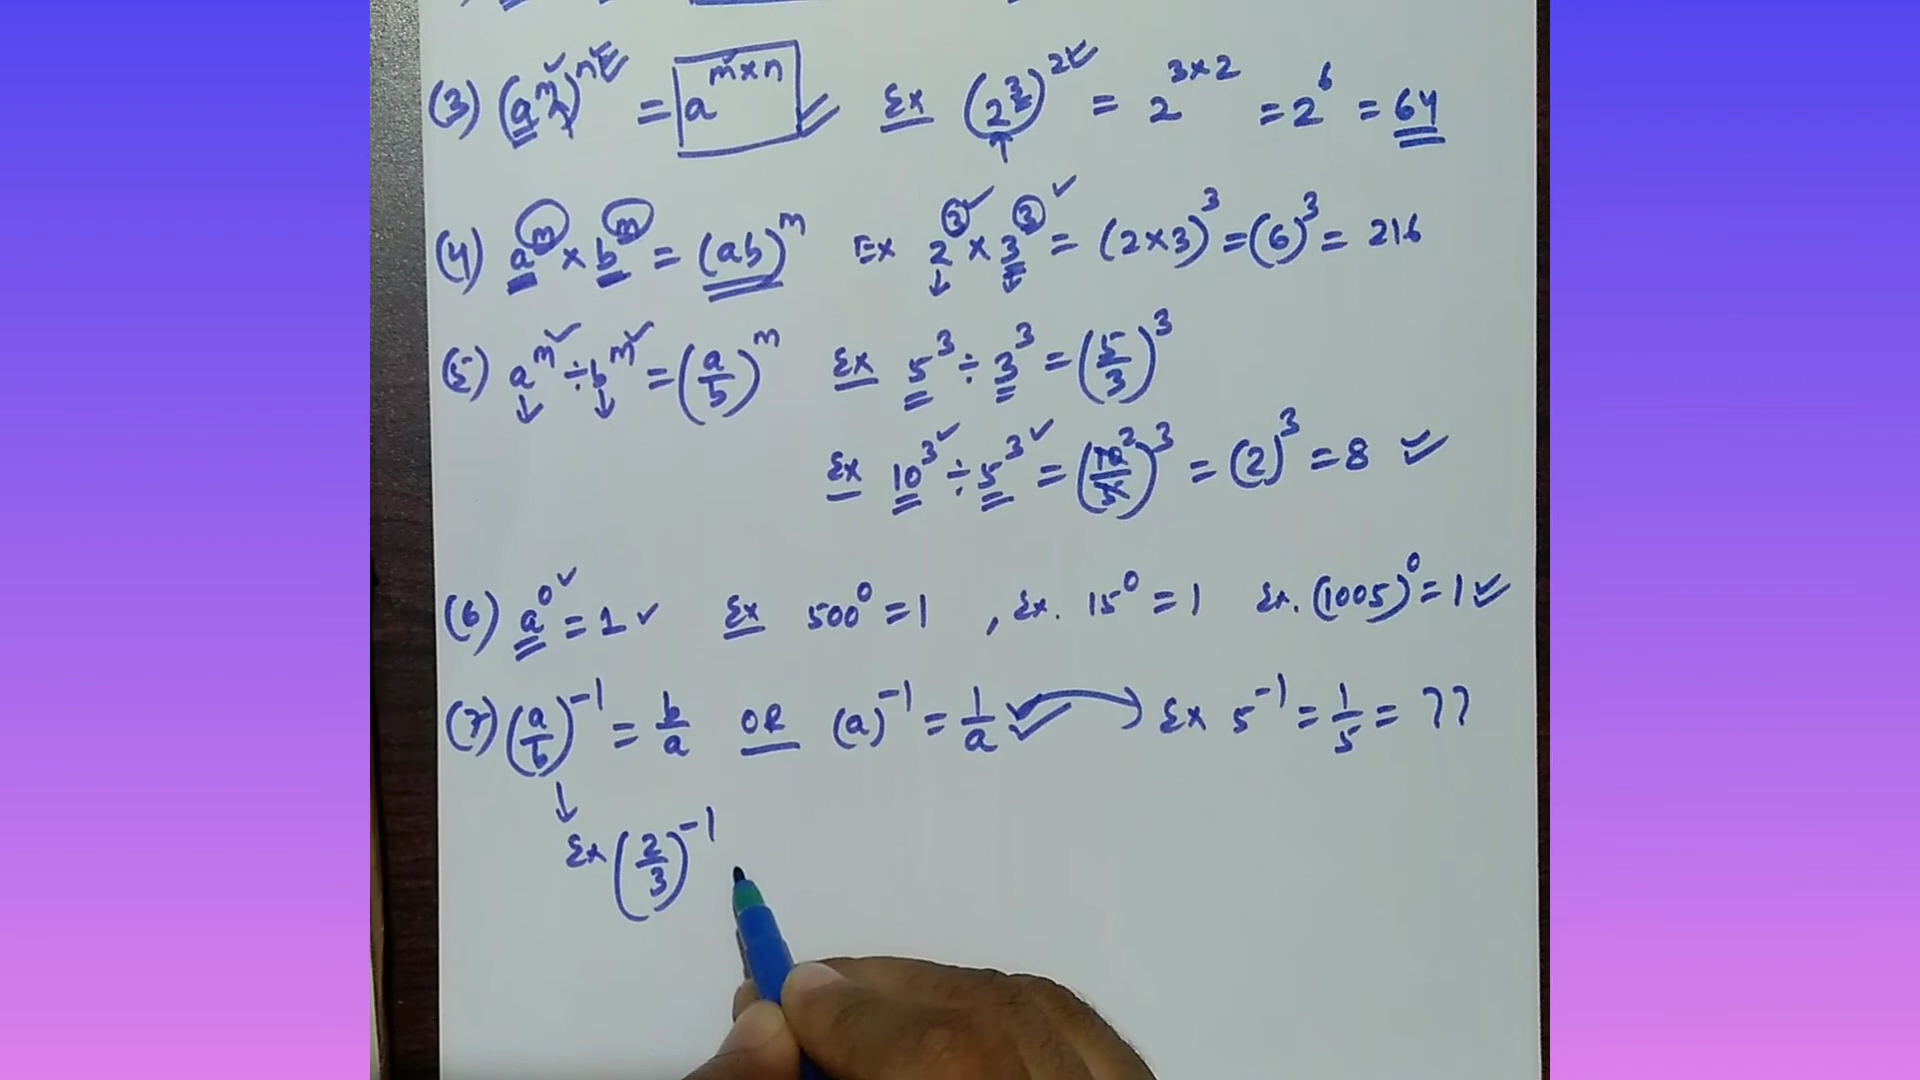 (3) (a^m)^n = a^{m×n} Ex (2^3)^2 = 2^{3×2} = 2^6 = 64
(4) a^m × b^m = (ab)^m Ex 2^3 × 3^3 = (2×3)^3 = (6)^3 = 216
(5) a^m ÷ b^m = (a/b)^m Ex 5^3 ÷ 3^3 = (5/3)^3
Ex 10^3 ÷ 5^3 = (10/5)^3 = (2)^3 = 8
(6) a^0 = 1 Ex 500^0 = 1 , Ex. 15^0 = 1 Ex. (1005)^0 = 1
(7) (a/b)^{-1} = b/a OR (a)^{-1} = 1/a → Ex 5^{-1} = 1/5 = ??
Ex (2/3)^{-1}